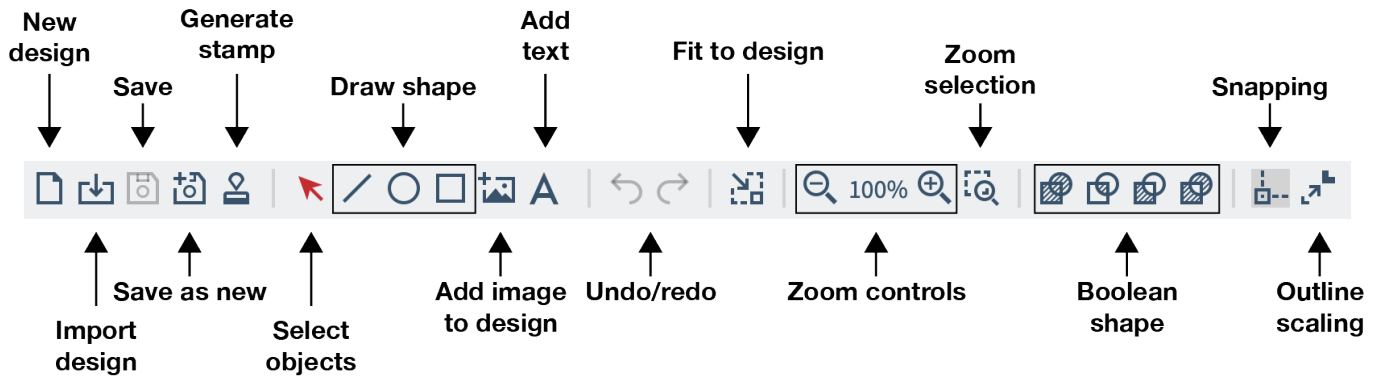 New
design
Save
Generate
stamp
Draw shape
Add
text
Fit to design
Zoom
selection
Snapping
A
100%
Import
design
Save as new
Select
objects
Add image
to design
Undo/redo
Zoom controls
Boolean
shape
Outline
scaling